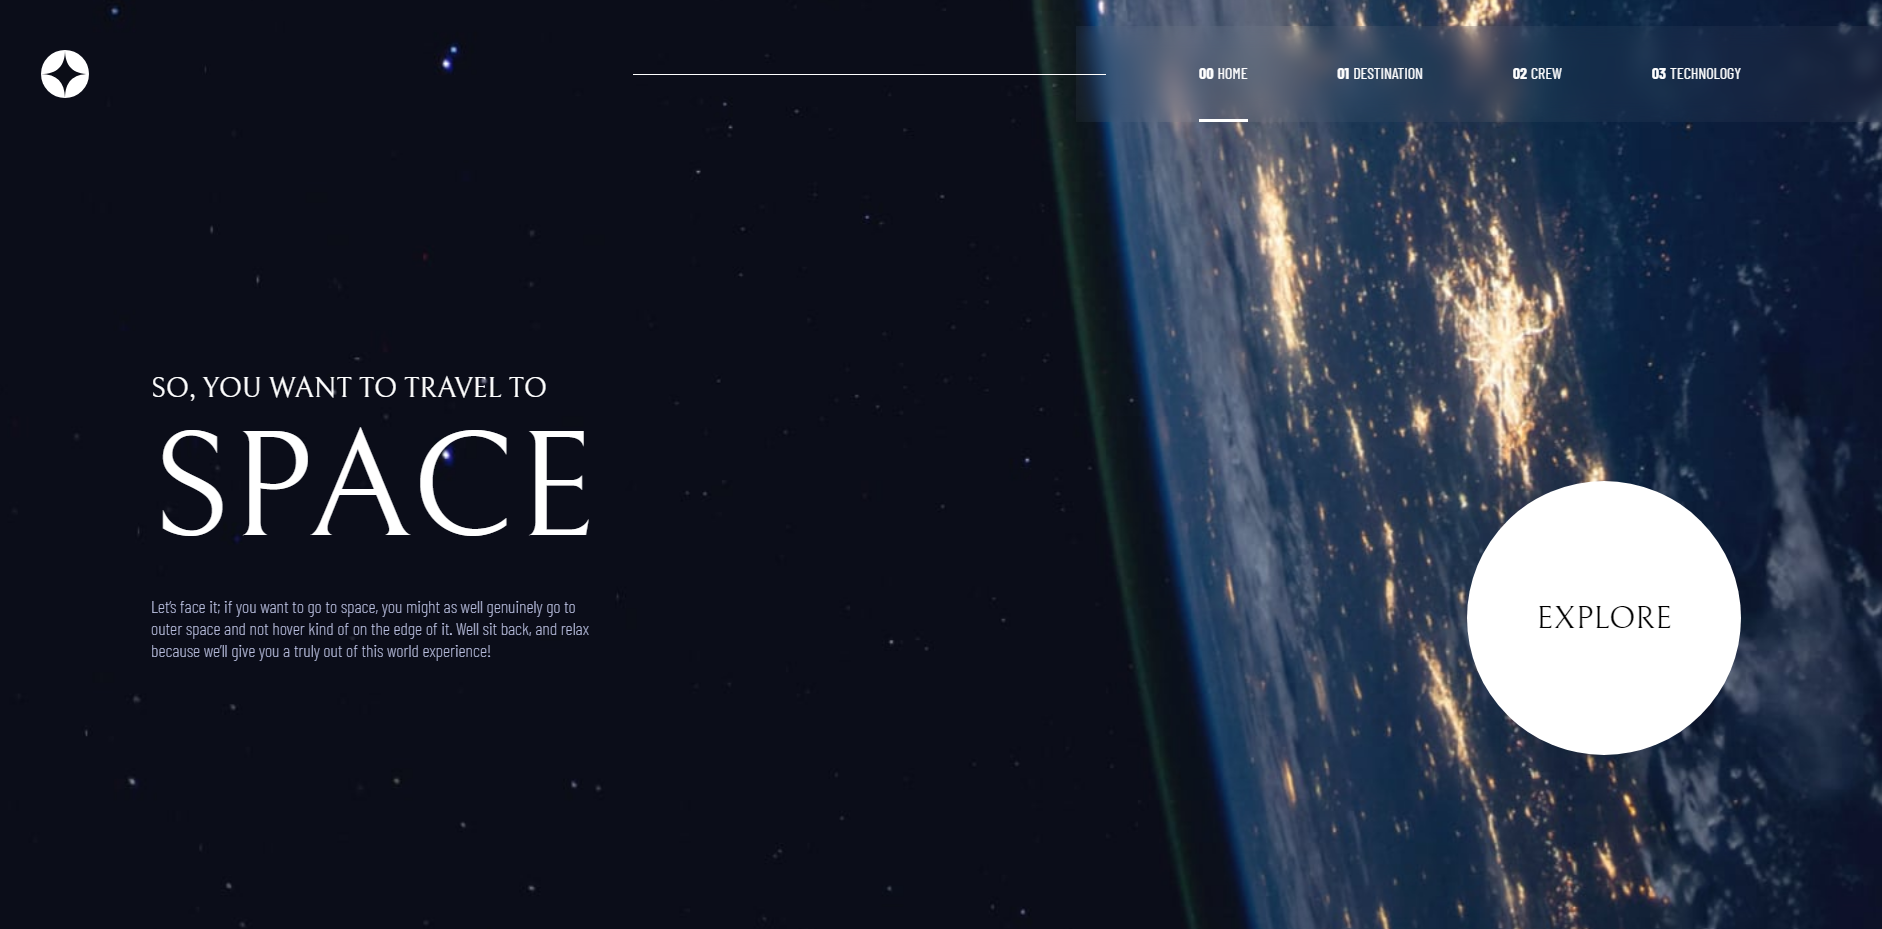 00 HOME 01 DESTINATION 02 CREW 03 TECHNOLOGY
SO, YOU WANT TO TRAVEL TO
SPACE
Let’s face it; if you want to go to space, you might as well genuinely go to
outer space and not hover kind of on the edge of it. Well sit back, and relax
because we’ll give you a truly out of this world experience!
EXPLORE